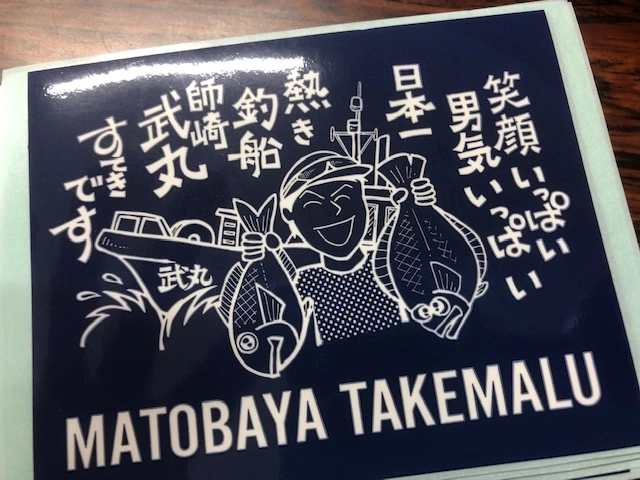 笑顔いっぱい
男気いっぱい
日本一
熱き
釣船
師崎
武丸
すてき
です
武丸
MATOBAYA TAKEMALU